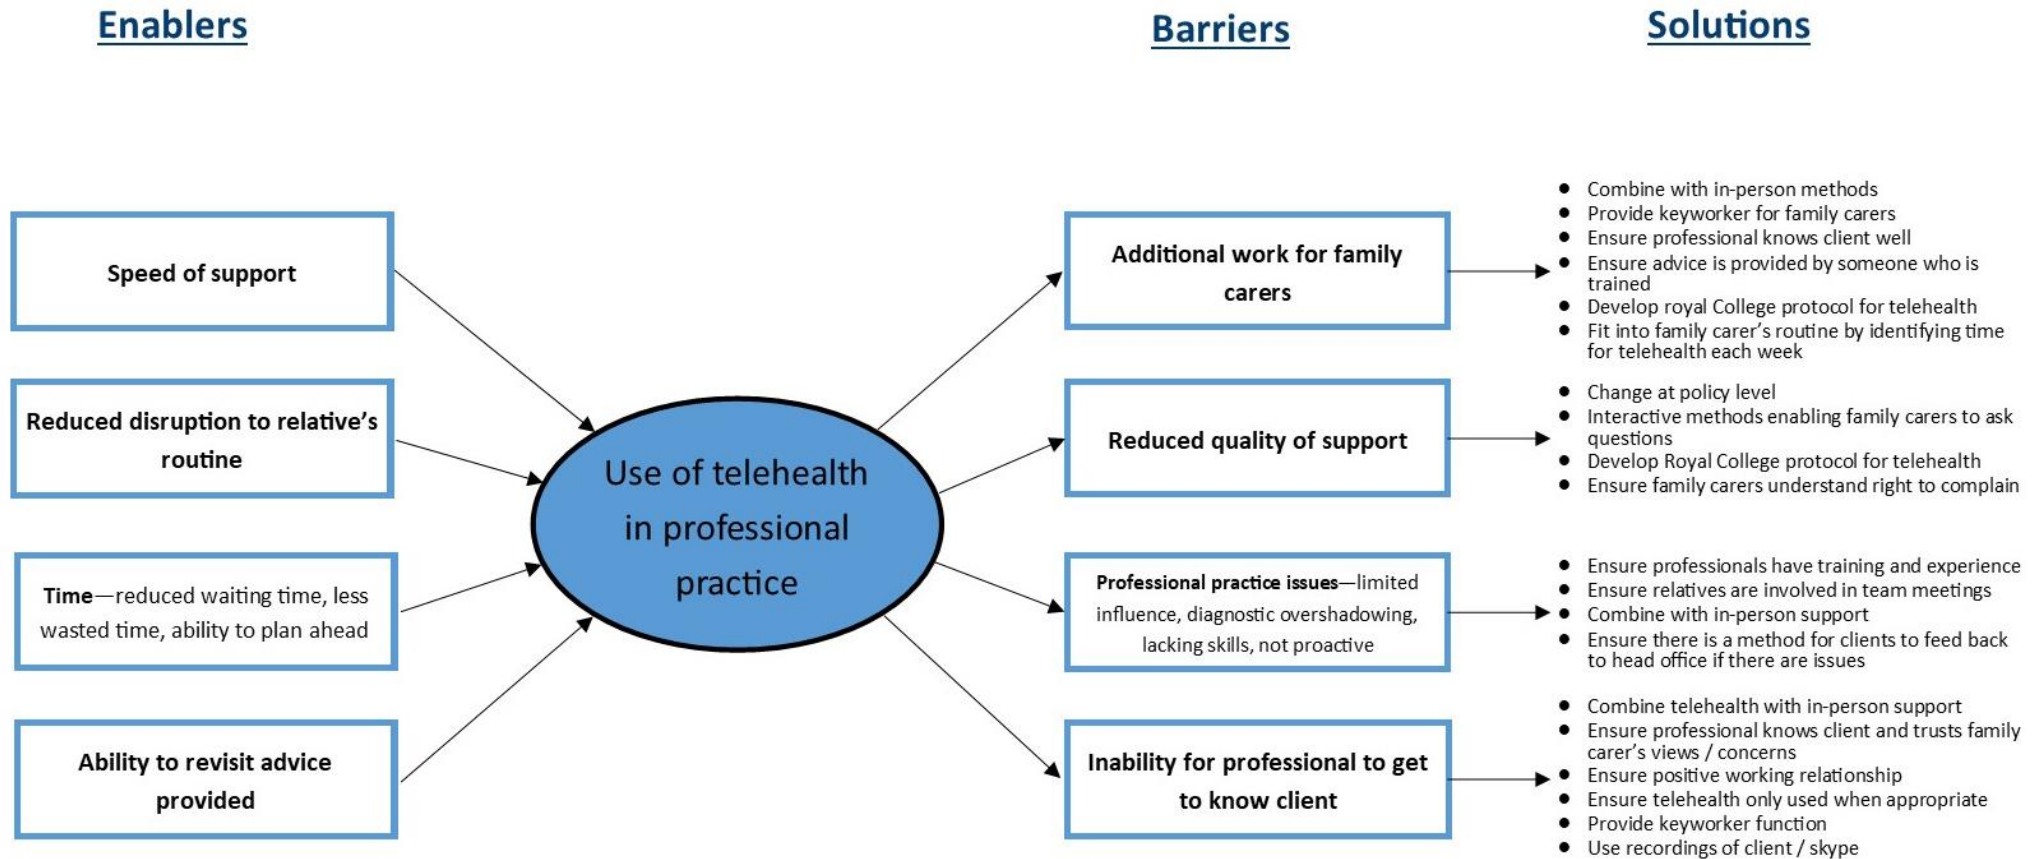 Enablers
Barriers
Solutions
Speed of support
Reduced disruption to relative’s
routine
Time—reduced waiting time, less
wasted time, ability to plan ahead
Ability to revisit advice
provided
Use of telehealth
in professional
practice
Additional work for family
carers
● Combine with in-person methods
● Provide keyworker for family carers
● Ensure professional knows client well
● Ensure advice is provided by someone who is
trained
● Develop royal College protocol for telehealth
● Fit into family carer’s routine by identifying time
for telehealth each week
Reduced quality of support
● Change at policy level
● Interactive methods enabling family carers to ask
questions
● Develop Royal College protocol for telehealth
● Ensure family carers understand right to complain
Professional practice issues—limited
influence, diagnostic overshadowing,
lacking skills, not proactive
● Ensure professionals have training and experience
● Ensure relatives are involved in team meetings
● Combine with in-person support
● Ensure there is a method for clients to feed back
to head office if there are issues
Inability for professional to get
to know client
● Combine telehealth with in-person support
● Ensure professional knows client and trusts family
carer’s views / concerns
● Ensure positive working relationship
● Ensure telehealth only used when appropriate
● Provide keyworker function
● Use recordings of client / skype